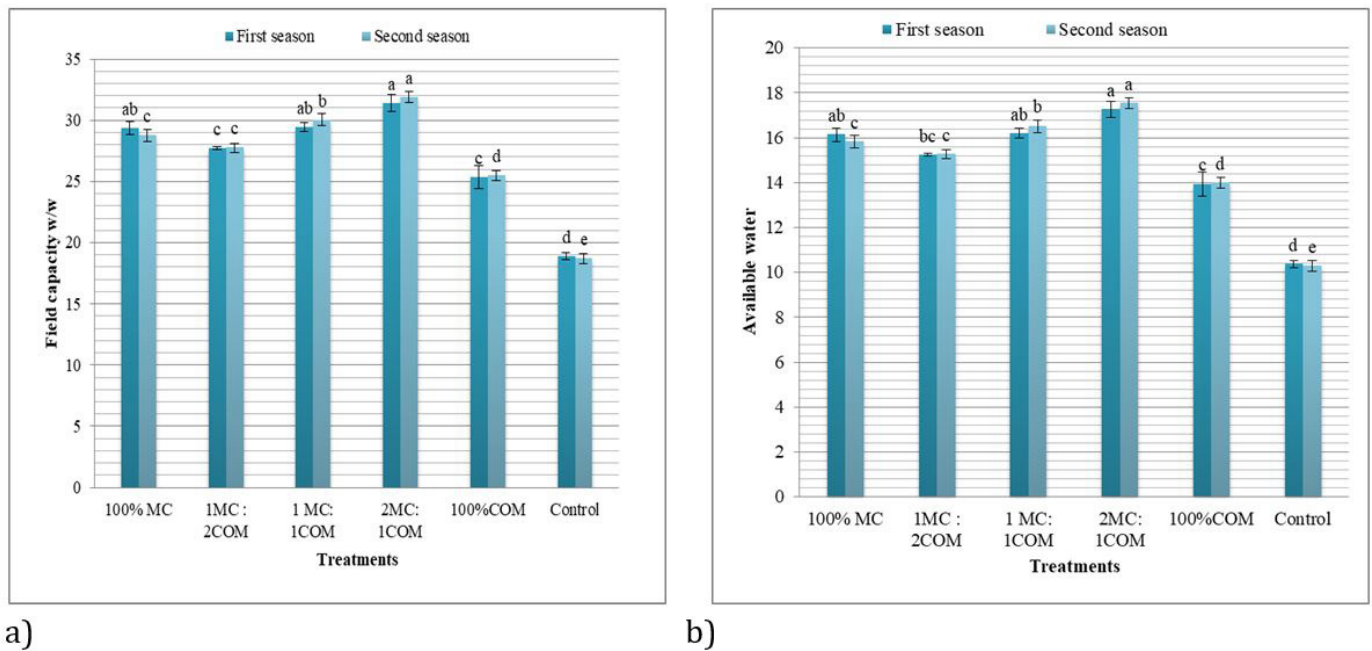 First season Second season
35
30
25
20
15
10
5
0
Field capacity w/w
ab c c c ab b a a c d d e
100% MC 1MC : 2COM 1 MC: 1COM 2MC: 1COM 100%COM Control
Treatments
a)
First season Second season
20
18
16
14
12
10
8
6
4
2
0
Available water
ab c bc c ab b a a c d d e
100% MC 1MC : 2COM 1 MC: 1COM 2MC: 1COM 100%COM Control
Treatments
b)